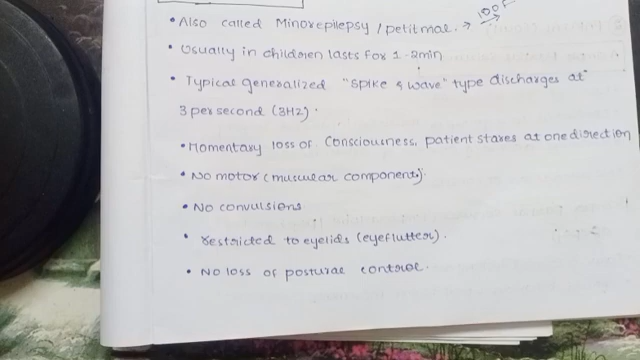 • Also called Minorepilepsy / petitmal. →
• Usually in children lasts for 1-2min
• Typical generalized "spike & wave" type discharges at
3 per second (3Hz).
• Momentary loss of consciousness, patient stares at one direction
• No motor (muscular component).
• No convulsions
• restricted to eyelids (eyeflutter).
• No loss of postural control.